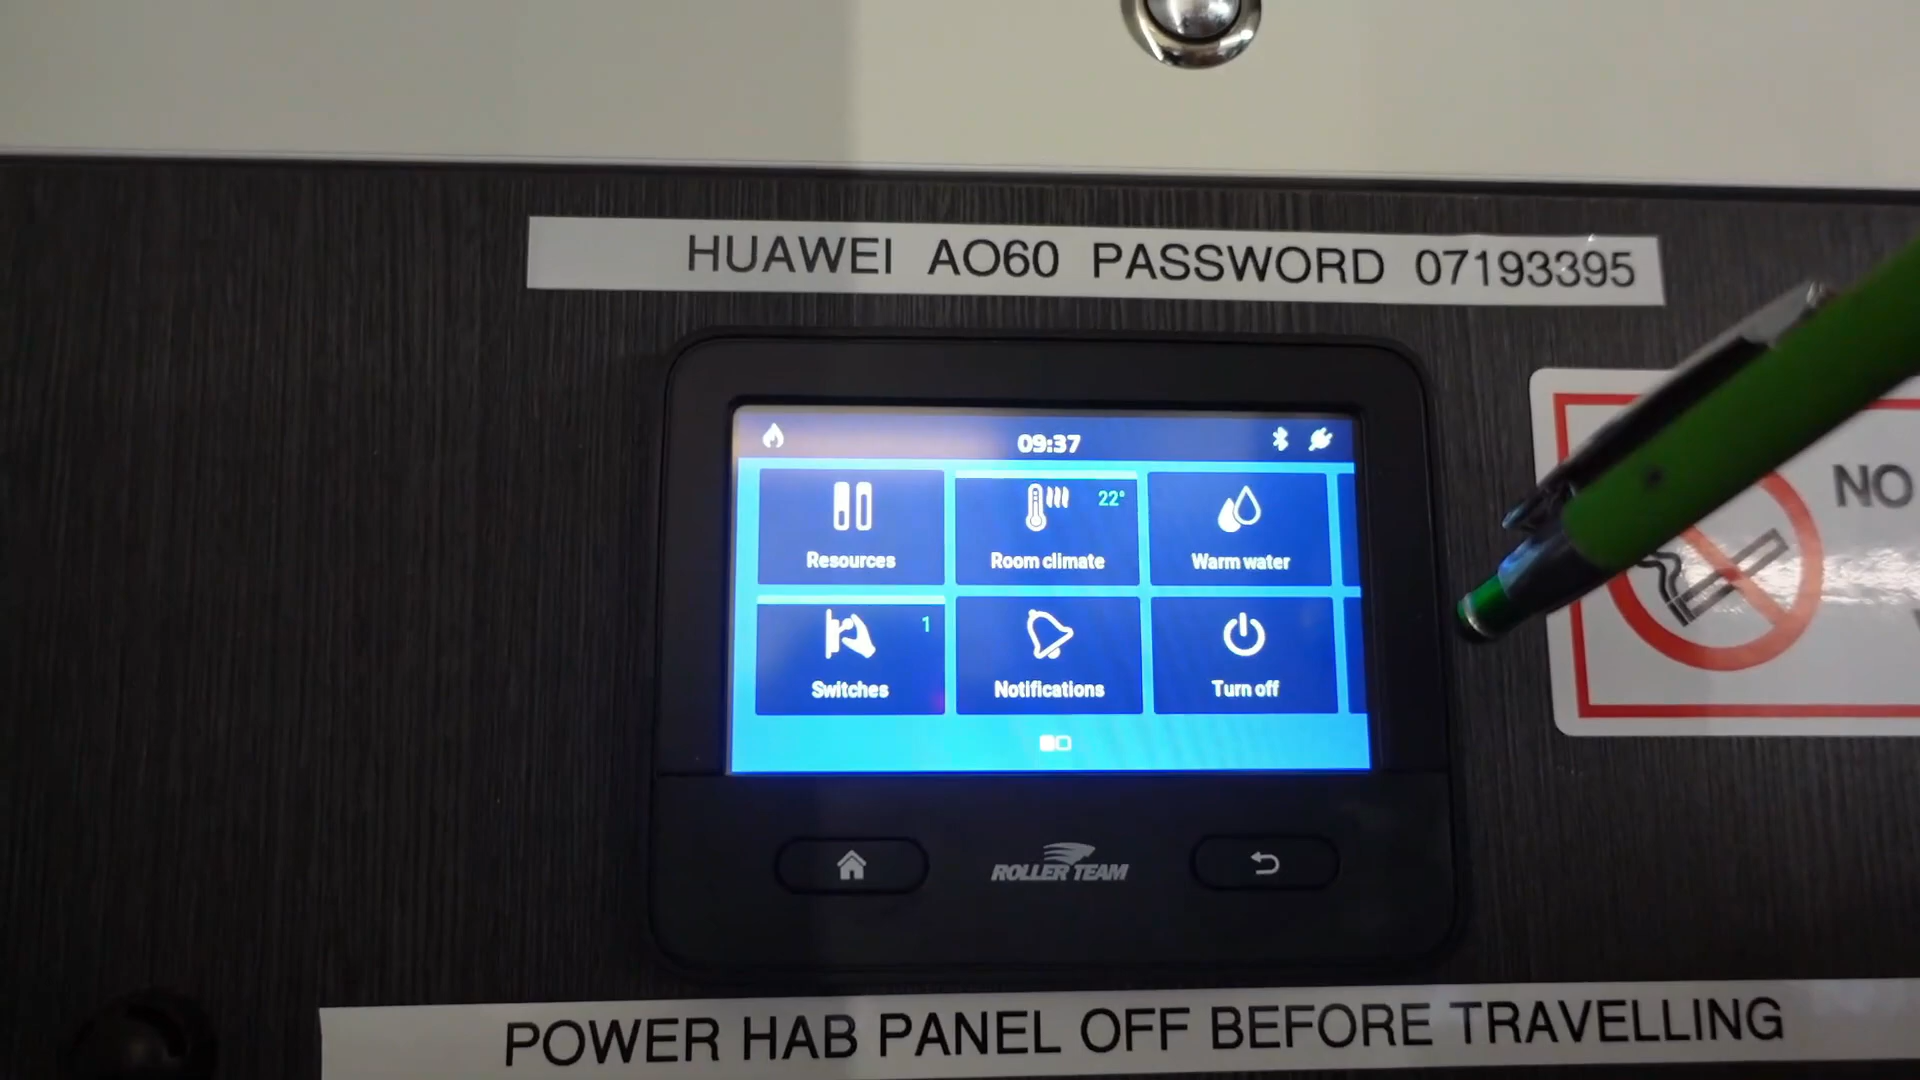 HUAWEI AO60 PASSWORD 07193395
09:37
22°
Resources
Room climate
Warm water
1
Switches
Notifications
Turn off
NO
ROLLER TEAM
POWER HAB PANEL OFF BEFORE TRAVELLING